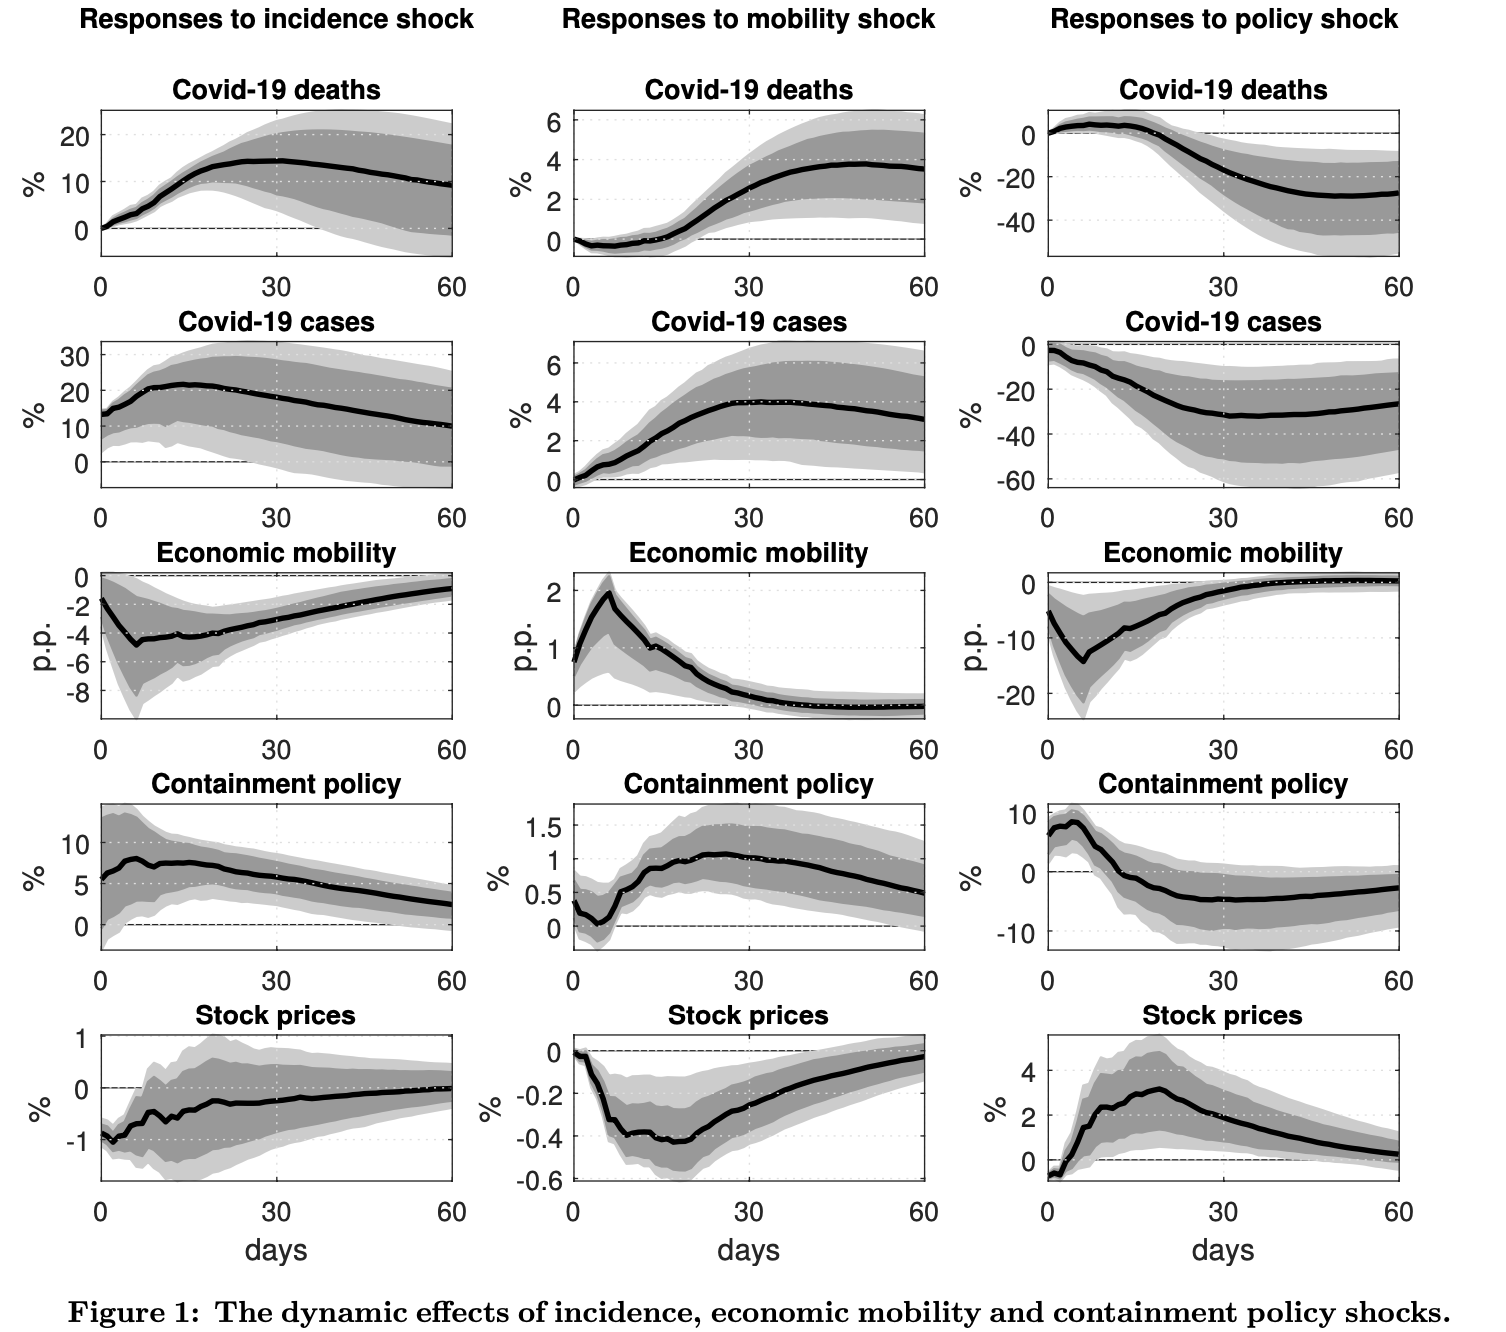 Responses to incidence shock Responses to mobility shock Responses to policy shock
Covid-19 deaths Covid-19 deaths Covid-19 deaths
% 20 10 0 % 6 4 2 0 % 0 -20 -40
0 30 60 0 30 60 0 30 60
Covid-19 cases Covid-19 cases Covid-19 cases
% 30 20 10 0 % 6 4 2 0 % 0 -20 -40 -60
0 30 60 0 30 60 0 30 60
Economic mobility Economic mobility Economic mobility
p.p. 0 -2 -4 -6 -8 p.p. 2 1 0 p.p. 0 -10 -20
0 30 60 0 30 60 0 30 60
Containment policy Containment policy Containment policy
% 10 5 0 % 1.5 1 0.5 0 % 10 0 -10
0 30 60 0 30 60 0 30 60
Stock prices Stock prices Stock prices
% 1 0 -1 % 0 -0.2 -0.4 -0.6 % 4 2 0
0 30 60 0 30 60 0 30 60
days days days
Figure 1: The dynamic effects of incidence, economic mobility and containment policy shocks.